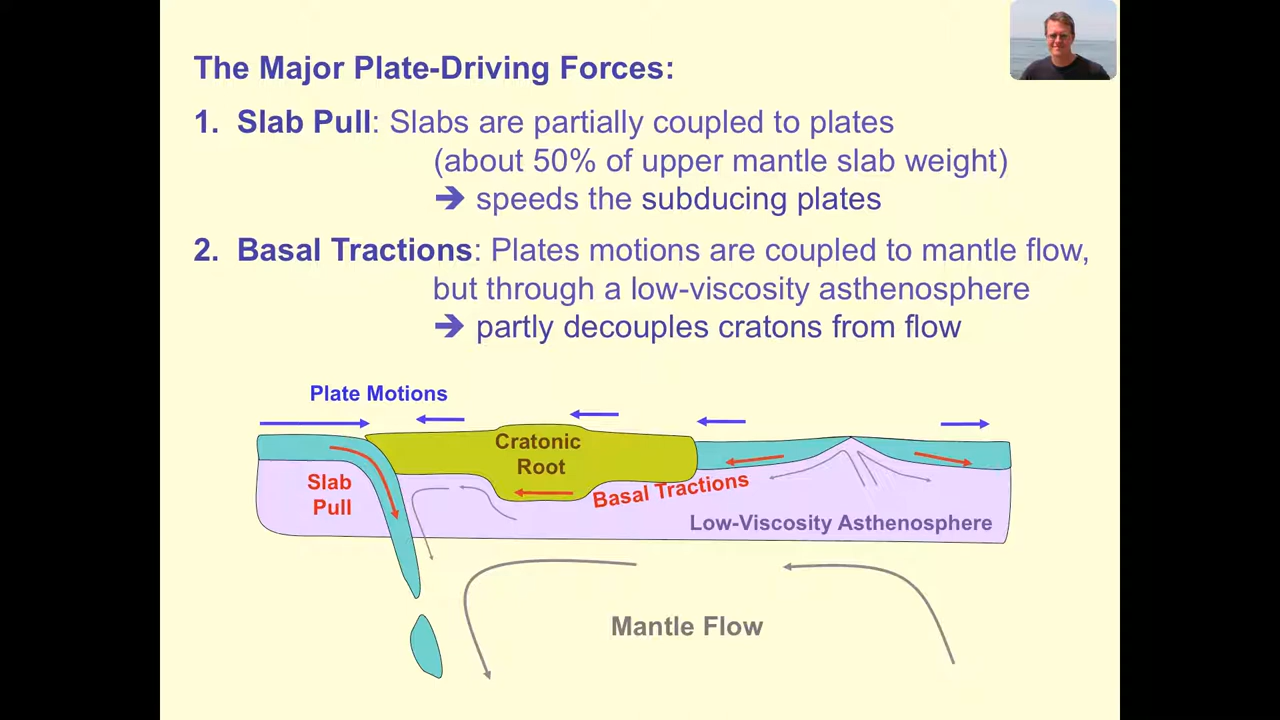 The Major Plate-Driving Forces:
1. Slab Pull: Slabs are partially coupled to plates
(about 50% of upper mantle slab weight)
➔ speeds the subducing plates
2. Basal Tractions: Plates motions are coupled to mantle flow,
but through a low-viscosity asthenosphere
➔ partly decouples cratons from flow
Plate Motions
Cratonic
Root
Slab
Pull
Basal Tractions
Low-Viscosity Asthenosphere
Mantle Flow